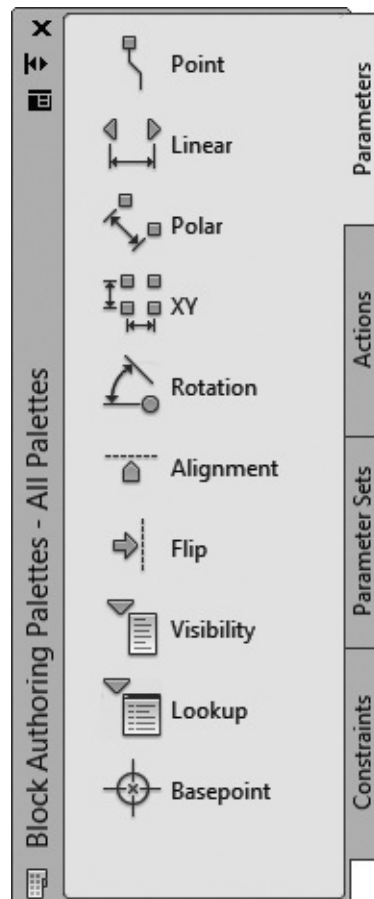 Block Authoring Palettes - All Palettes
Point
Linear
Polar
XY
Rotation
Alignment
Flip
Visibility
Lookup
Basepoint
Parameters
Actions
Parameter Sets
Constraints